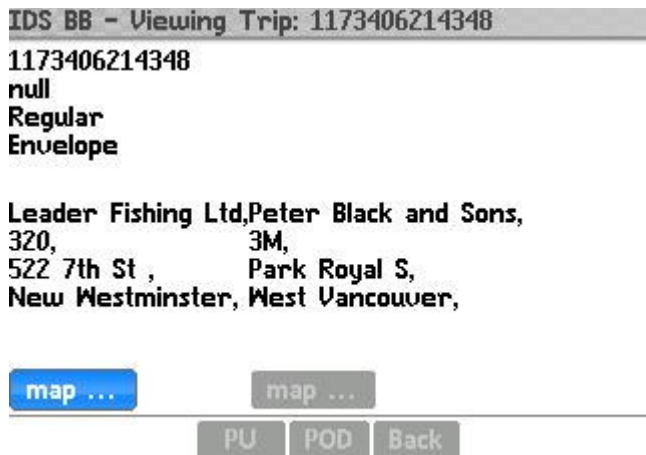 IDS BB - Viewing Trip: 1173406214348
1173406214348
null
Regular
Envelope
Leader Fishing Ltd,Peter Black and Sons,
320, 3M,
522 7th St , Park Royal S,
New Westminster, West Vancouver,
map ... map ...
PU POD Back